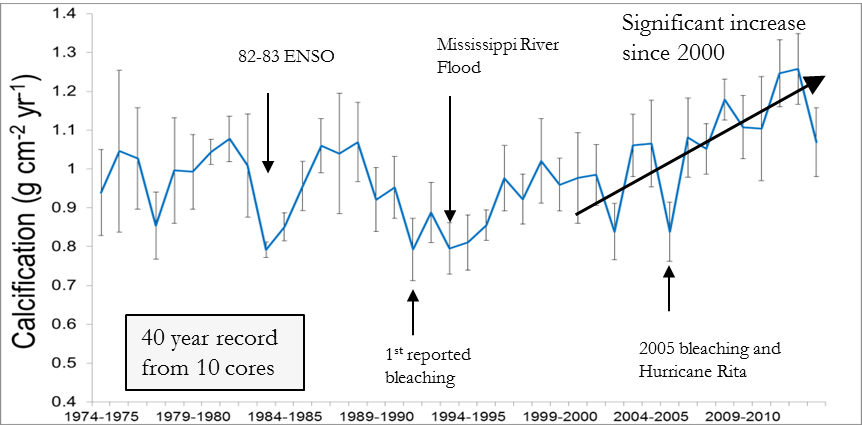 1.4
1.3
1.2
1.1
1
0.9
0.8
0.7
0.6
0.5
0.4
Calcification (g cm⁻² yr⁻¹)
82-83 ENSO
Mississippi River
Flood
Significant increase
since 2000
40 year record
from 10 cores
1st reported
bleaching
2005 bleaching and
Hurricane Rita
1974-1975 1979-1980 1984-1985 1989-1990 1994-1995 1999-2000 2004-2005 2009-2010